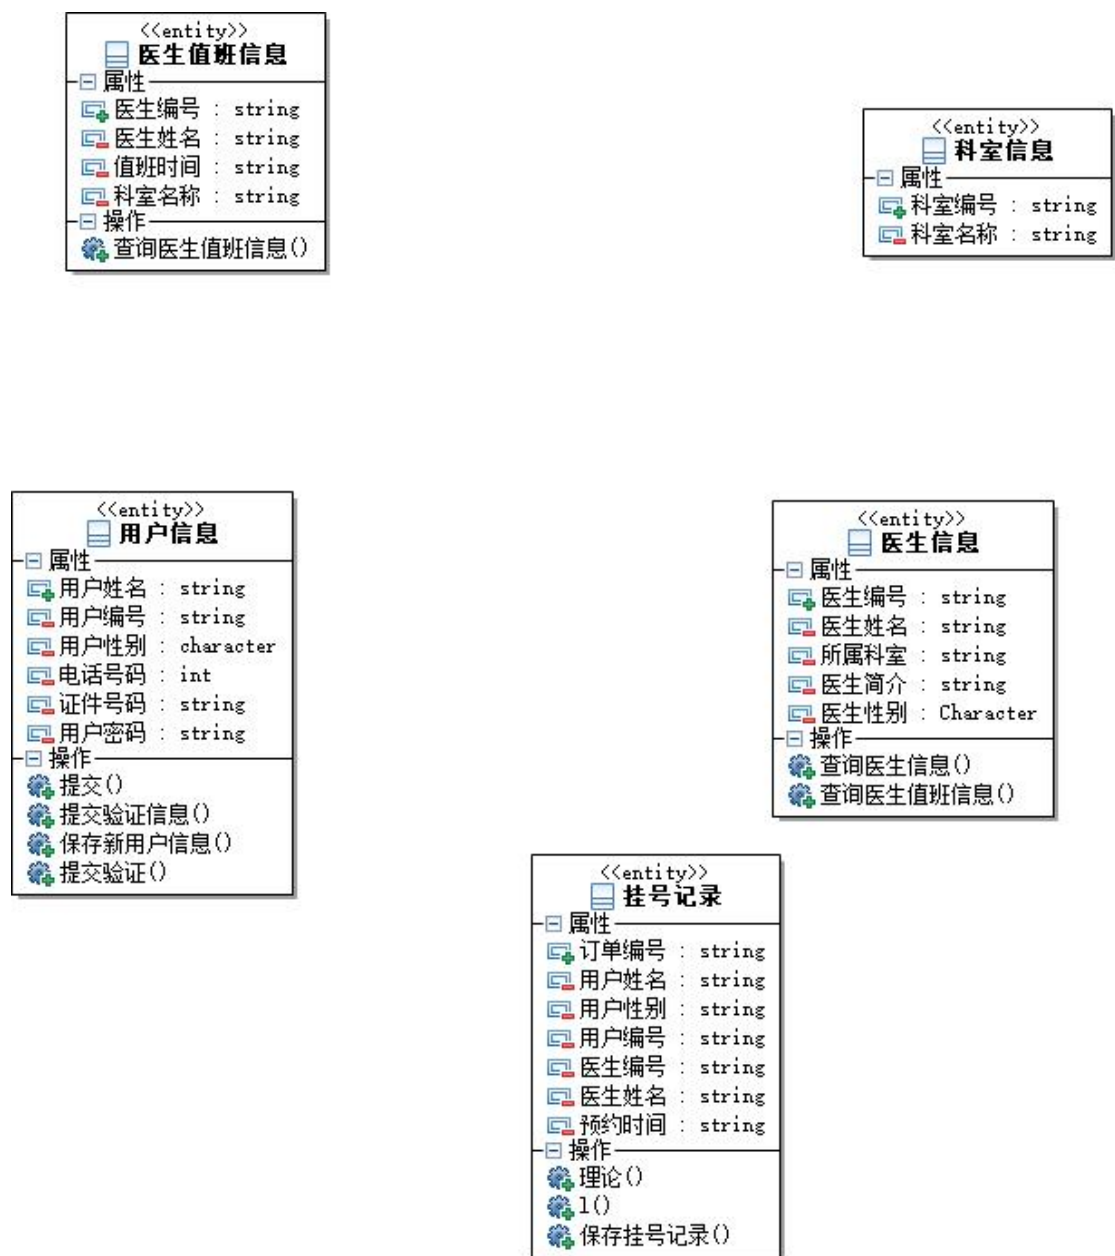 <<entity>>
医生值班信息
属性
医生编号 : string
医生姓名 : string
值班时间 : string
科室名称 : string
操作
查询医生值班信息()
<<entity>>
科室信息
属性
科室编号 : string
科室名称 : string
<<entity>>
用户信息
属性
用户姓名 : string
用户编号 : string
用户性别 : character
电话号码 : int
证件号码 : string
用户密码 : string
操作
提交()
提交验证信息()
保存新用户信息()
提交验证()
<<entity>>
医生信息
属性
医生编号 : string
医生姓名 : string
所属科室 : string
医生简介 : string
医生性别 : Character
操作
查询医生信息()
查询医生值班信息()
<<entity>>
挂号记录
属性
订单编号 : string
用户姓名 : string
用户性别 : string
用户编号 : string
医生编号 : string
医生姓名 : string
预约时间 : string
操作
理论()
1()
保存挂号记录()